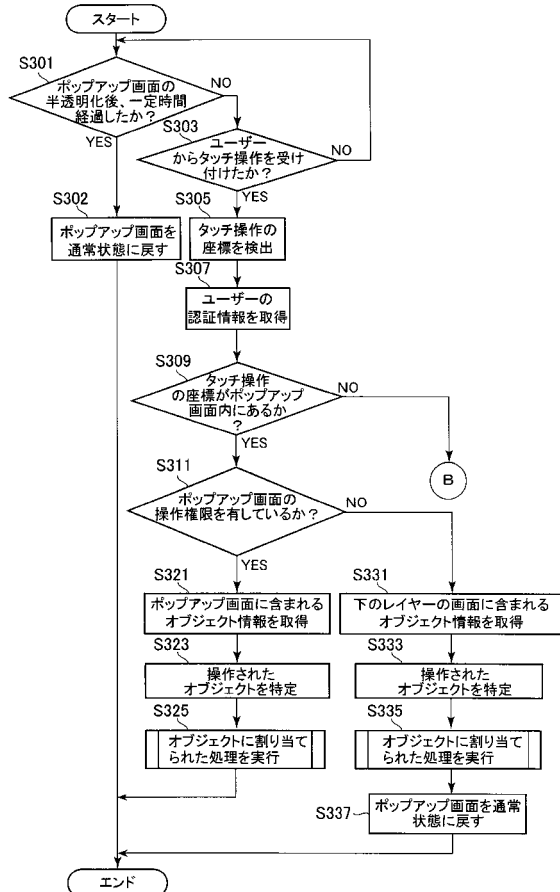 スタート
S301
ポップアップ画面の
半透明化後、一定時間
経過したか?
NO
YES
S303
ユーザー
からタッチ操作を受け
付けたか?
NO
YES
S302
ポップアップ画面を
通常状態に戻す
S305
タッチ操作の
座標を検出
S307
ユーザーの
認証情報を取得
S309
タッチ操作
の座標がポップアップ
画面内にあるか
?
NO
YES
B
S311
ポップアップ画面の
操作権限を有しているか?
NO
YES
S321
ポップアップ画面に含まれる
オブジェクト情報を取得
S331
下のレイヤーの画面に含まれる
オブジェクト情報を取得
S323
操作された
オブジェクトを特定
S333
操作された
オブジェクトを特定
S325
オブジェクトに割り当て
られた処理を実行
S335
オブジェクトに割り当て
られた処理を実行
S337
ポップアップ画面を通常
状態に戻す
エンド